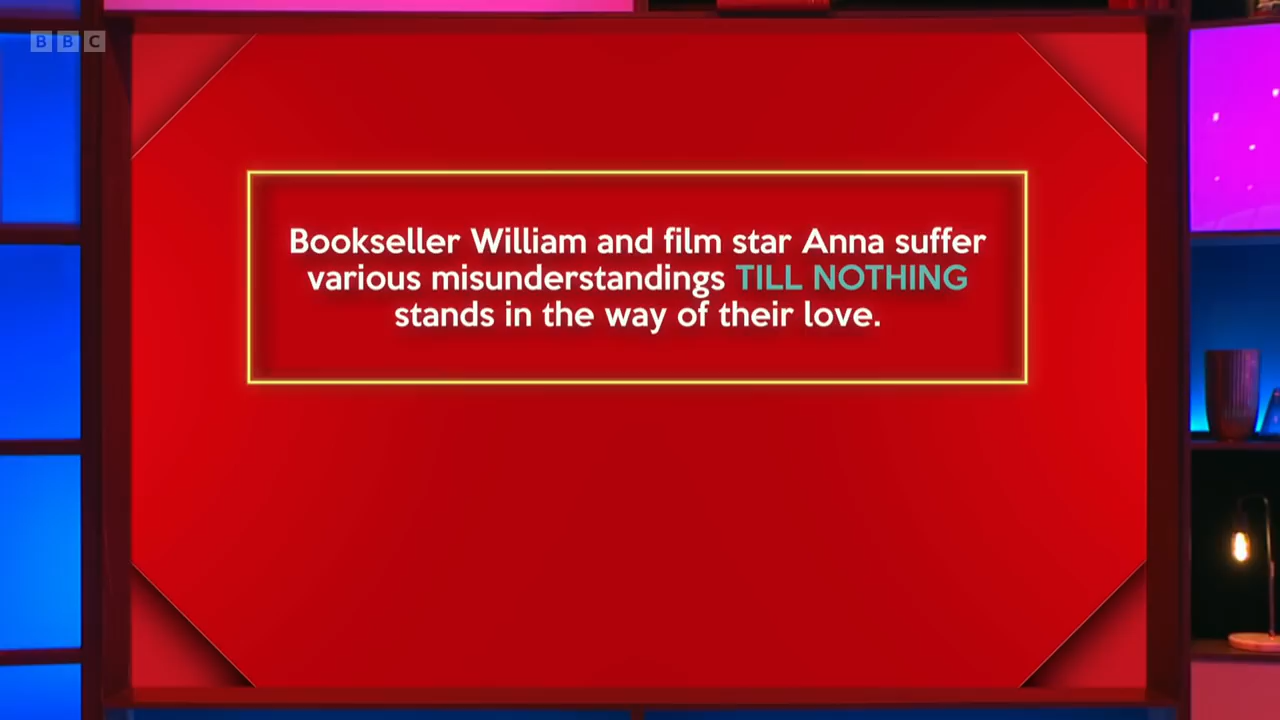 BBC
Bookseller William and film star Anna suffer
various misunderstandings TILL NOTHING
stands in the way of their love.